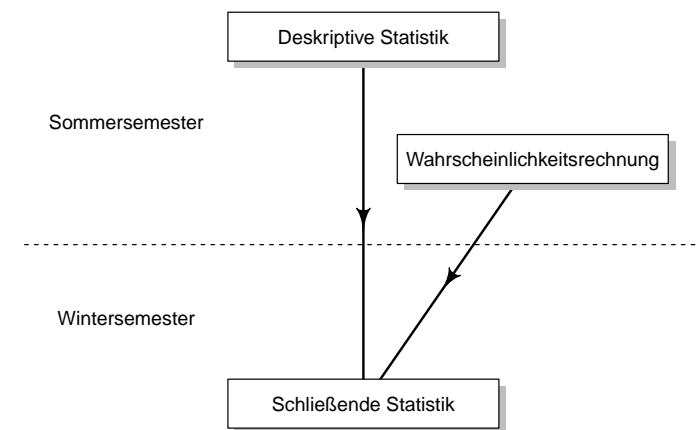 Deskriptive Statistik
Sommersemester
Wahrscheinlichkeitsrechnung
Wintersemester
Schließende Statistik